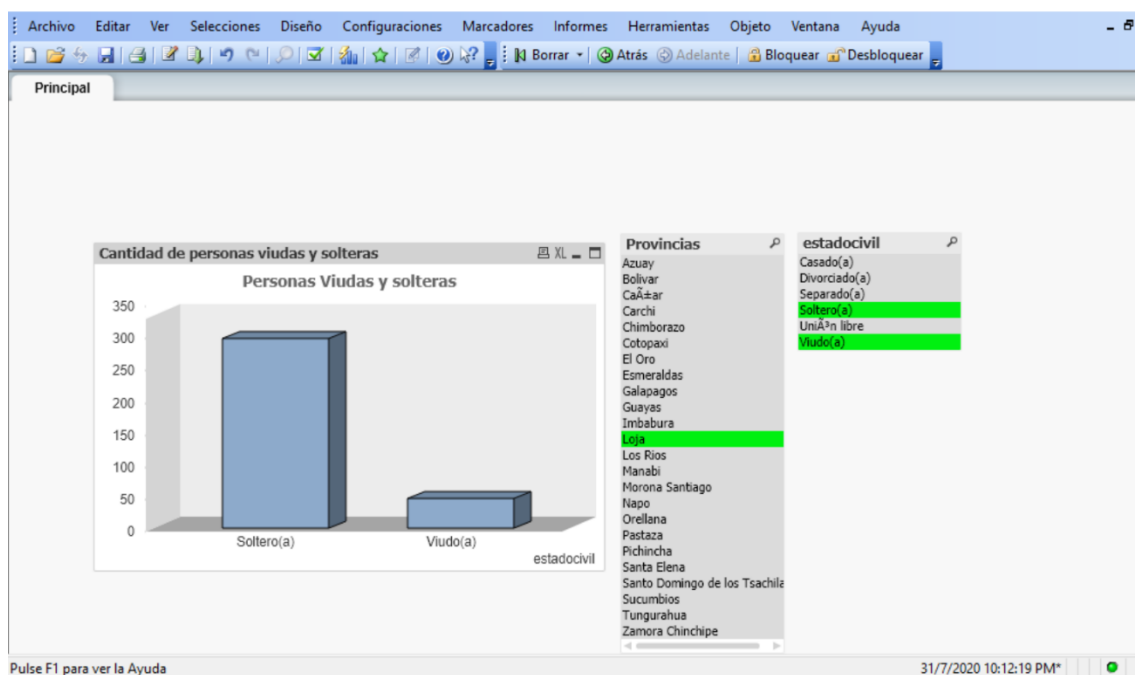 Archivo Editar Ver Selecciones Diseño Configuraciones Marcadores Informes Herramientas Objeto Ventana Ayuda
Borrar Atrás Adelante Bloquear Desbloquear
Principal
Cantidad de personas viudas y solteras XL
Personas Viudas y solteras
350
300
250
200
150
100
50
0
Soltero(a) Viudo(a)
estadocivil
Provincias
Azuay
Bolivar
CaÃ±ar
Carchi
Chimborazo
Cotopaxi
El Oro
Esmeraldas
Galapagos
Guayas
Imbabura
Loja
Los Rios
Manabi
Morona Santiago
Napo
Orellana
Pastaza
Pichincha
Santa Elena
Santo Domingo de los Tsachila
Sucumbios
Tungurahua
Zamora Chinchipe
estadocivil
Casado(a)
Divorciado(a)
Separado(a)
Soltero(a)
UniÃ³n libre
Viudo(a)
Pulse F1 para ver la Ayuda 31/7/2020 10:12:19 PM*